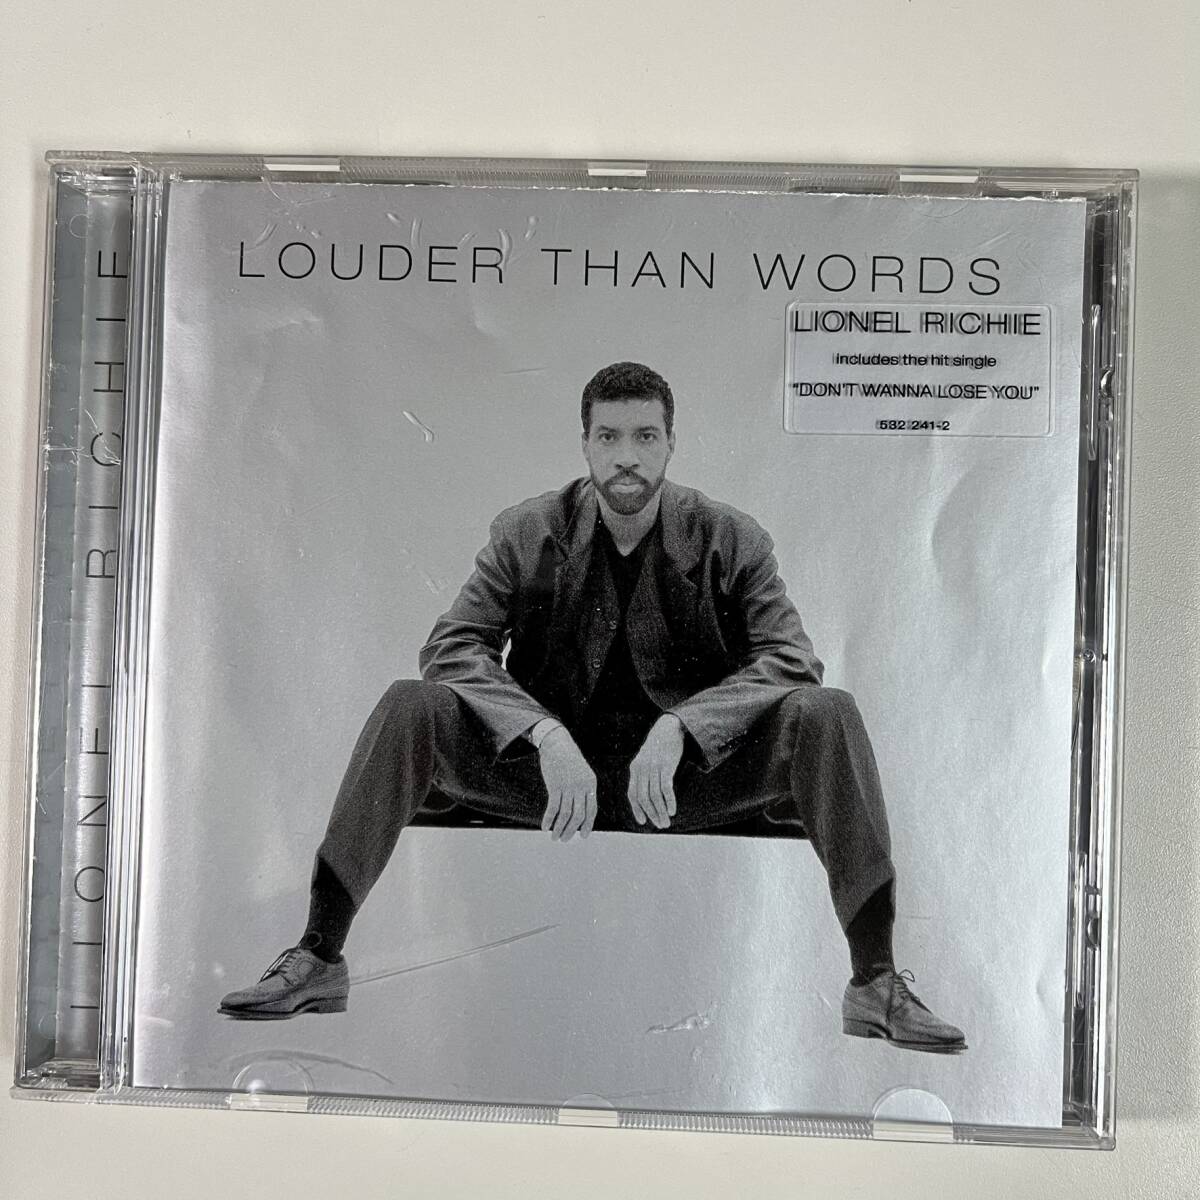 LOUDER THAN WORDS
LIONEL RICHIE
includes the hit single
"DON'T WANNA LOSE YOU"
532 241-2
LIONEL RICHIE